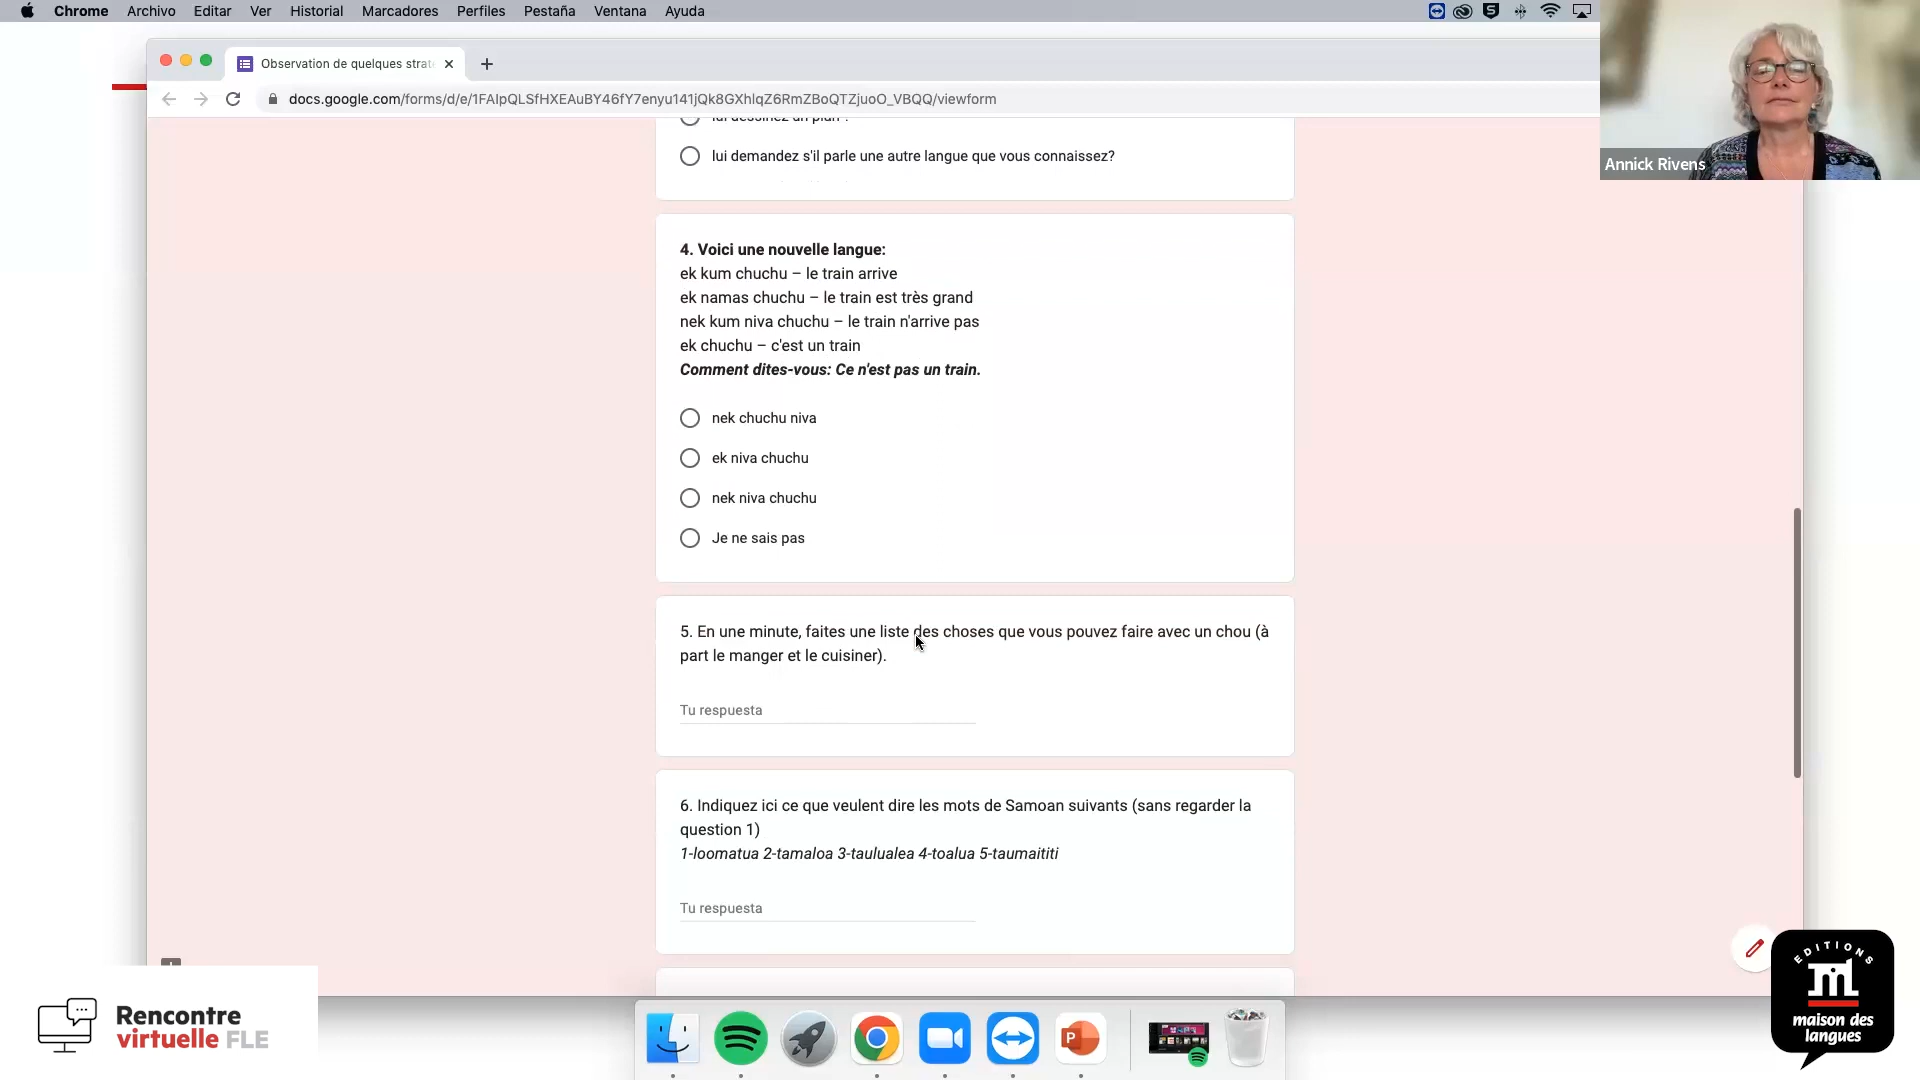 Chrome Archivo Editar Ver Historial Marcadores Perfiles Pestaña Ventana Ayuda
Observation de quelques strat
docs.google.com/forms/d/e/1FAIpQLSfHXEAuBY46fY7enyu141jQk8GXhlqZ6RmZBoQTZjuoO_VBQQ/viewform
Annick Rivens
lui dessinez un plan ?
lui demandez s'il parle une autre langue que vous connaissez?
4. Voici une nouvelle langue:
ek kum chuchu – le train arrive
ek namas chuchu – le train est très grand
nek kum niva chuchu – le train n'arrive pas
ek chuchu – c'est un train
Comment dites-vous: Ce n'est pas un train.
nek chuchu niva
ek niva chuchu
nek niva chuchu
Je ne sais pas
5. En une minute, faites une liste des choses que vous pouvez faire avec un chou (à
part le manger et le cuisiner).
Tu respuesta
6. Indiquez ici ce que veulent dire les mots de Samoan suivants (sans regarder la
question 1)
1-loomatua 2-tamaloa 3-taulualea 4-toalua 5-taumaititi
Tu respuesta
Rencontre
virtuelle FLE
P
EDITIONS
maison des
langues